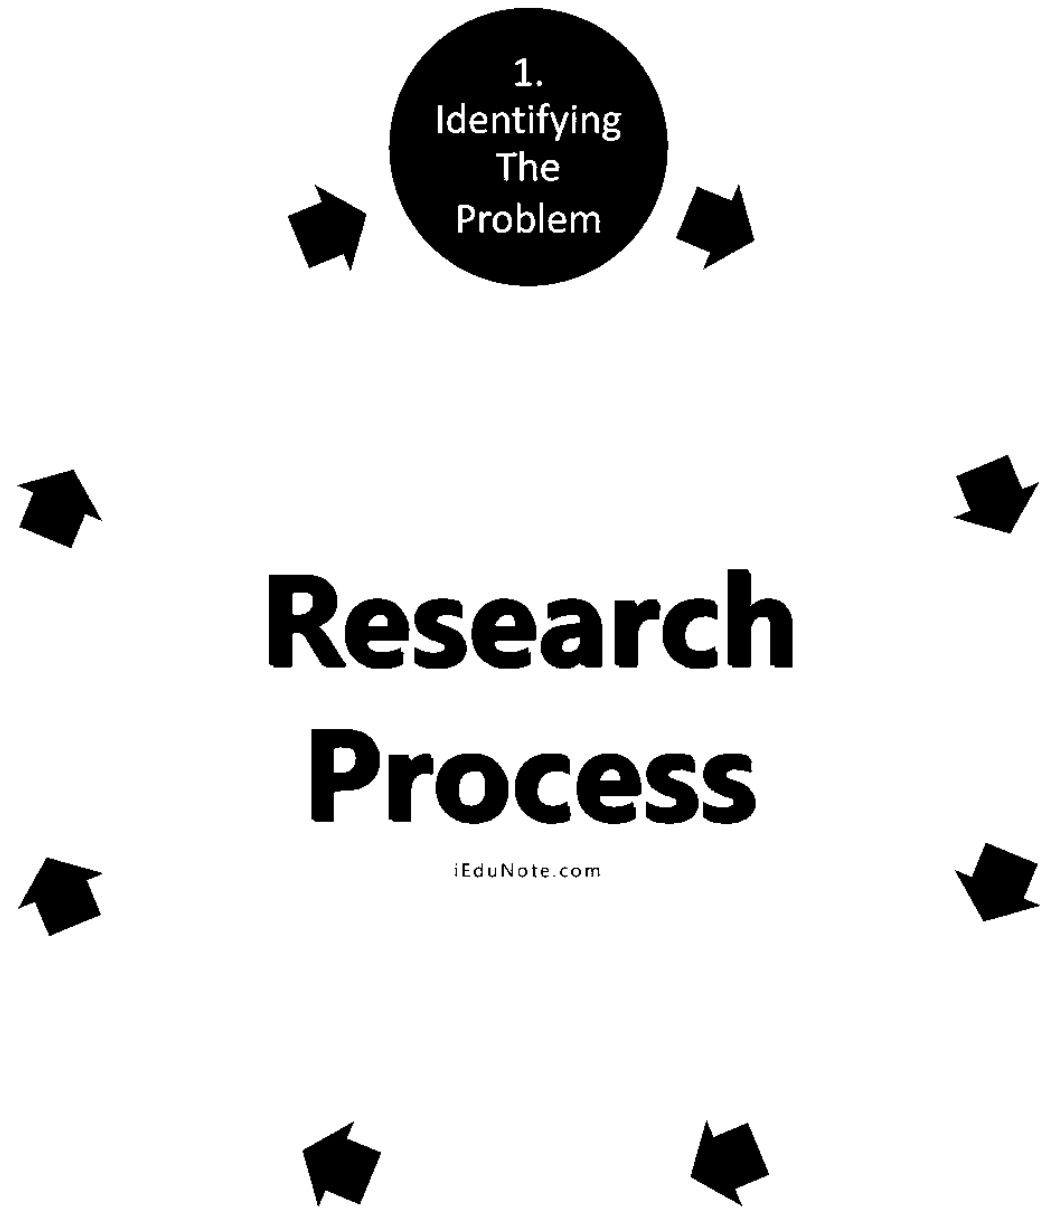 1.
Identifying
The
Problem
Research
Process
iEduNote.com